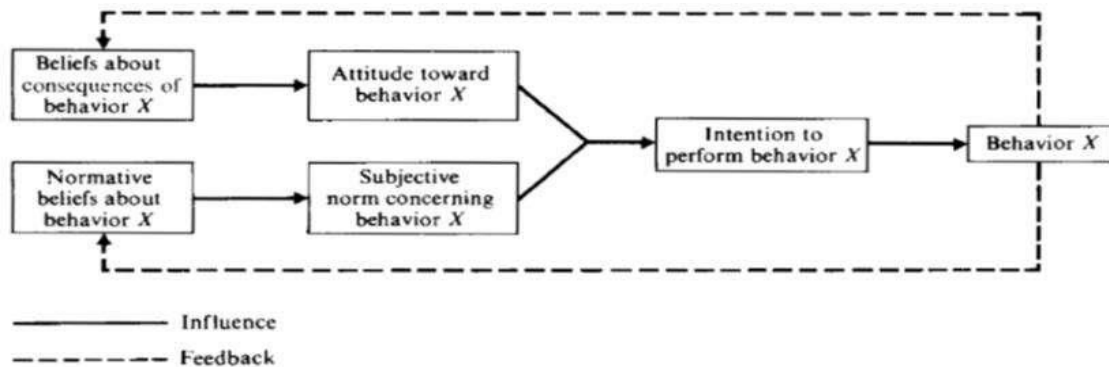 Beliefs about
consequences of
behavior X
Attitude toward
behavior X
Intention to
perform behavior X
Behavior X
Normative
beliefs about
behavior X
Subjective
norm concerning
behavior X
Influence
Feedback